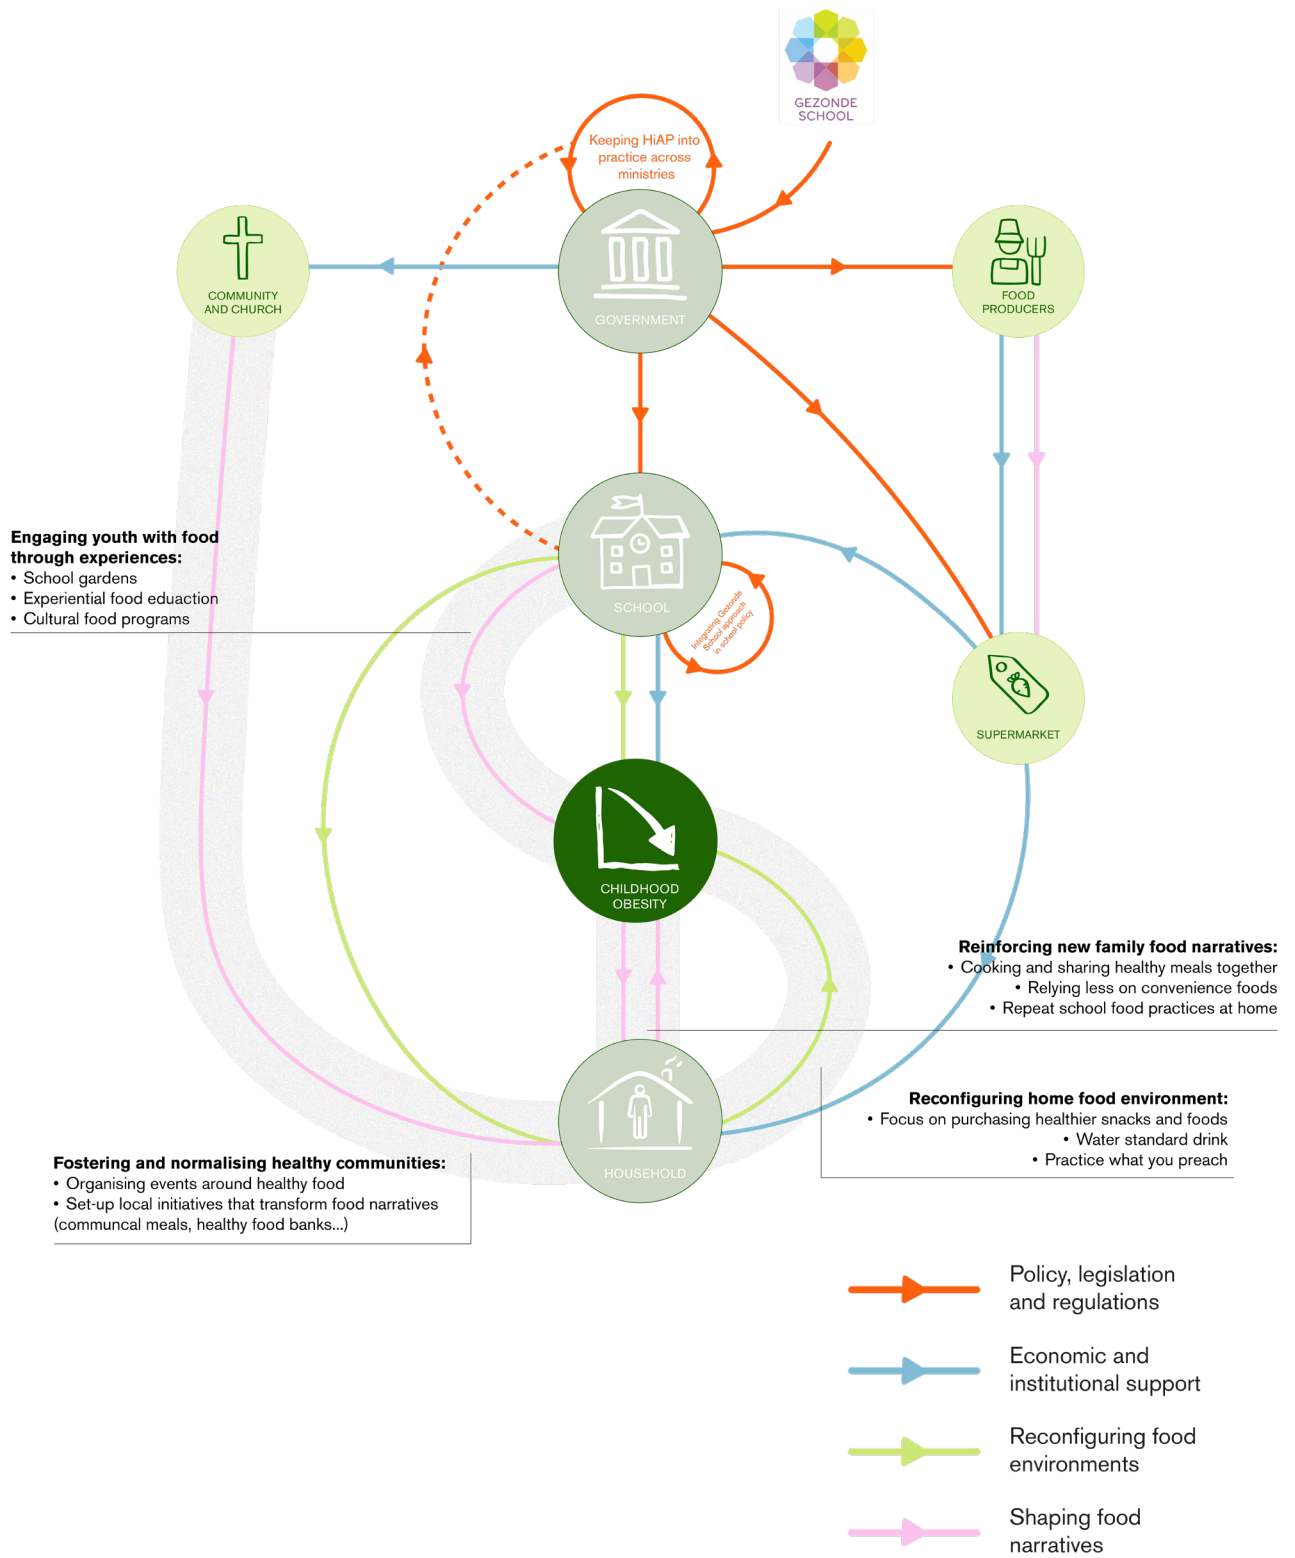 GEZONDE
SCHOOL
Keeping HiAP into
practice across
ministries
COMMUNITY
AND CHURCH
GOVERNMENT
FOOD
PRODUCERS
Engaging youth with food
through experiences:
• School gardens
• Experiential food eduaction
• Cultural food programs
SCHOOL
Integrating Gezonde
School approach
in school policy
SUPERMARKET
CHILDHOOD
OBESITY
Reinforcing new family food narratives:
• Cooking and sharing healthy meals together
• Relying less on convenience foods
• Repeat school food practices at home
Reconfiguring home food environment:
• Focus on purchasing healthier snacks and foods
• Water standard drink
• Practice what you preach
HOUSEHOLD
Fostering and normalising healthy communities:
• Organising events around healthy food
• Set-up local initiatives that transform food narratives
(communcal meals, healthy food banks...)
Policy, legislation
and regulations
Economic and
institutional support
Reconfiguring food
environments
Shaping food
narratives